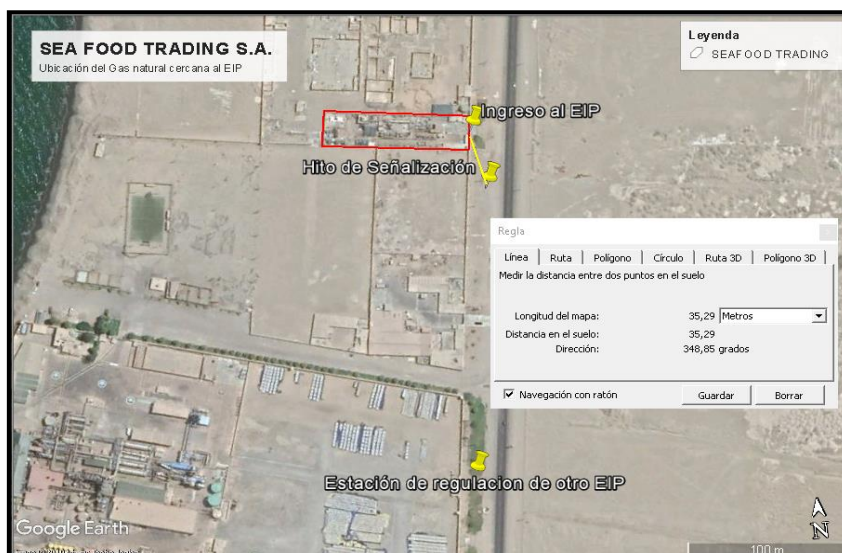 SEA FOOD TRADING S.A.
Ubicación del Gas natural cercana al EIP
Leyenda
SEAFOOD TRADING
Ingreso al EIP
Hito de Señalización
Regla
Línea Ruta Polígono Círculo Ruta 3D Polígono 3D
Medir la distancia entre dos puntos en el suelo
Longitud del mapa: 35,29 Metros
Distancia en el suelo: 35,29
Dirección: 348,85 grados
Navegación con ratón Guardar Borrar
Estación de regulacion de otro EIP
Google Earth
N
100 m